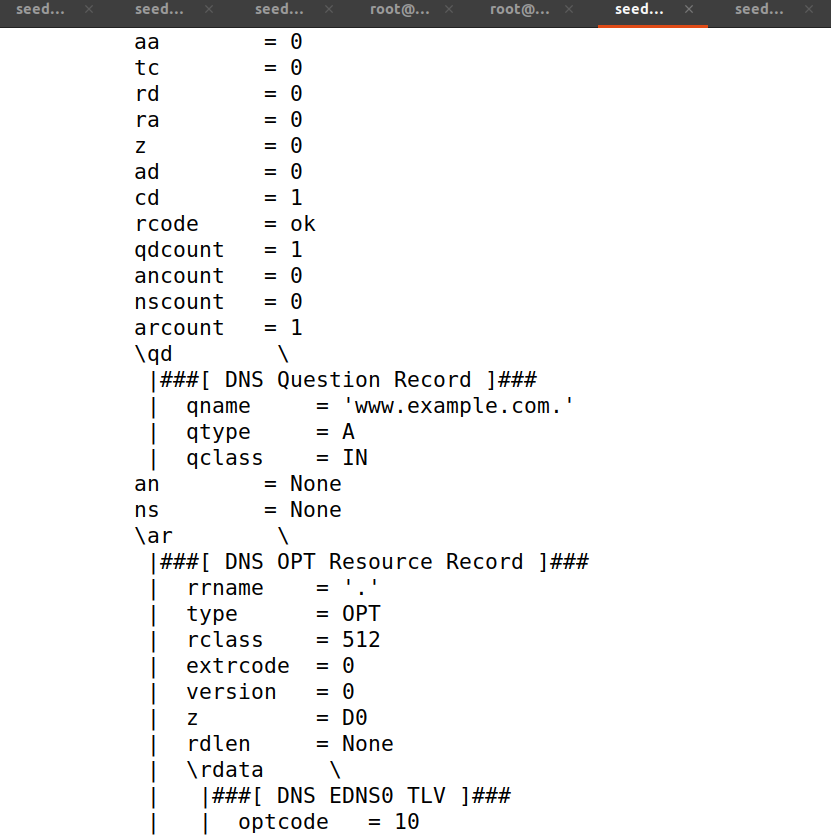 seed... × seed... × seed... × root@... × root@... × seed... × seed... ×
aa        = 0
tc        = 0
rd        = 0
ra        = 0
z         = 0
ad        = 0
cd        = 1
rcode     = ok
qdcount   = 1
ancount   = 0
nscount   = 0
arcount   = 1
\qd        \
 |###[ DNS Question Record ]###
 |  qname     = 'www.example.com.'
 |  qtype     = A
 |  qclass    = IN
an        = None
ns        = None
\ar        \
 |###[ DNS OPT Resource Record ]###
 |  rrname    = '.'
 |  type      = OPT
 |  rclass    = 512
 |  extrcode  = 0
 |  version   = 0
 |  z         = D0
 |  rdlen     = None
 |  \rdata     \
 |   |###[ DNS EDNS0 TLV ]###
 |   |  optcode   = 10